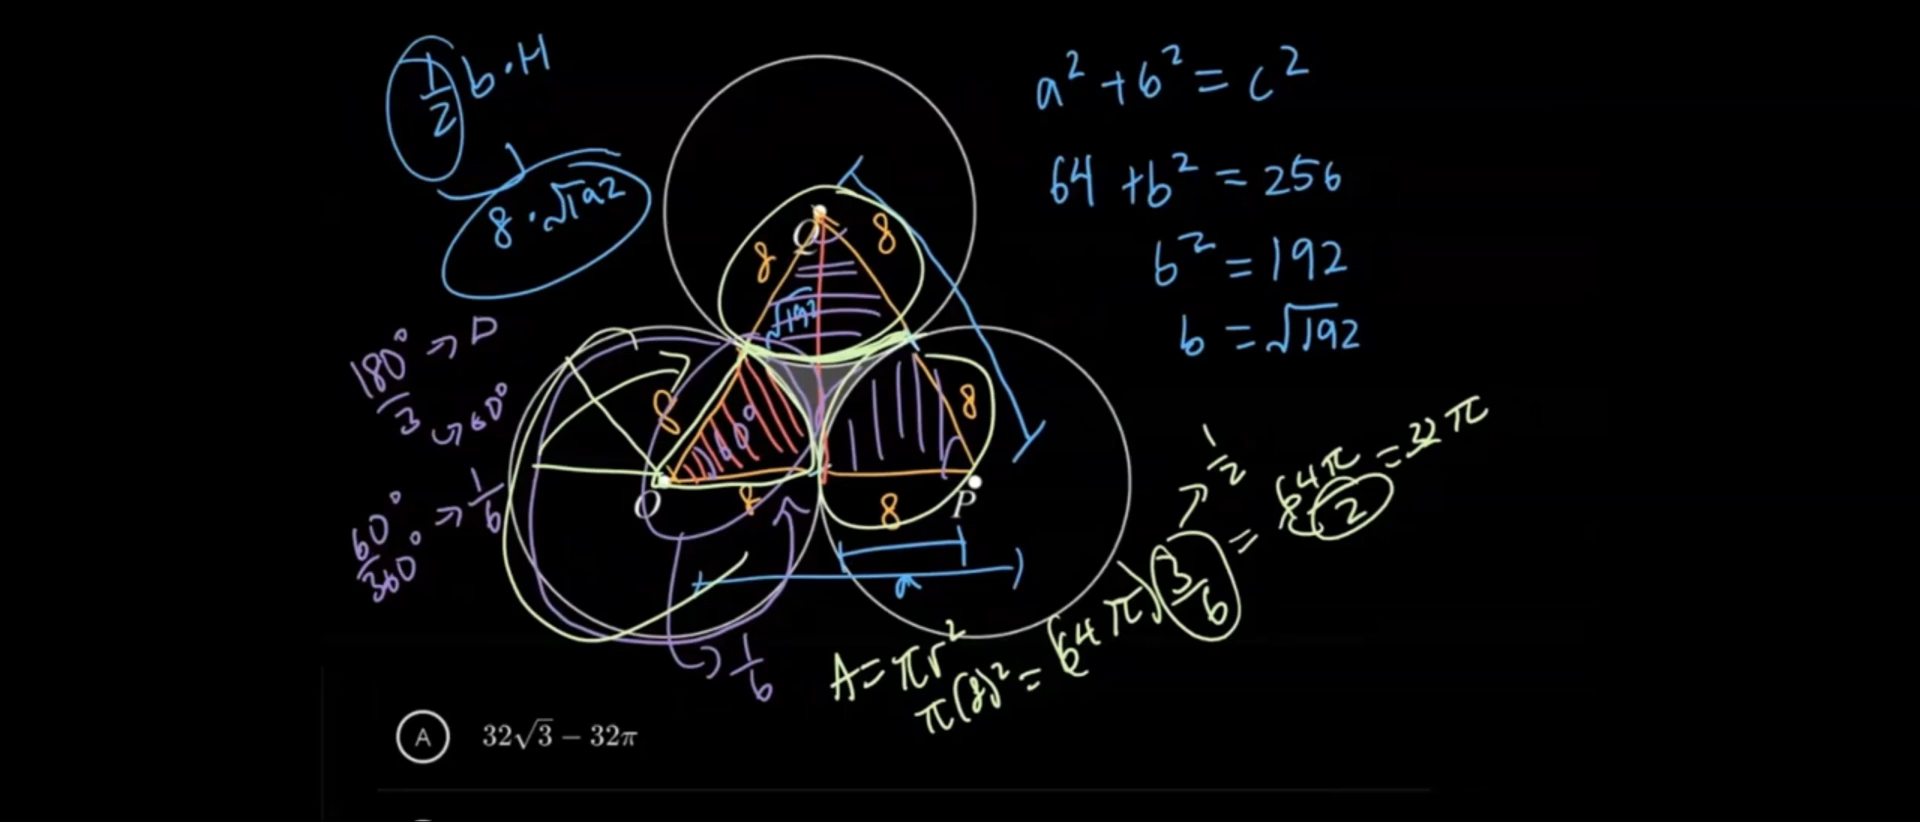 1/2 b · H
8 · √192
180°/3 → D
↪ 60°
60°/360° → 1/6
a² + b² = c²
64 + b² = 256
b² = 192
b = √192
Q
8
8
√192
8
60°
8
O
8
8
P
a
1/6
A = πr²
π(8)² = 64π · 3/6 → 1/2 = 64π/2 = 32π
A 32√3 − 32π